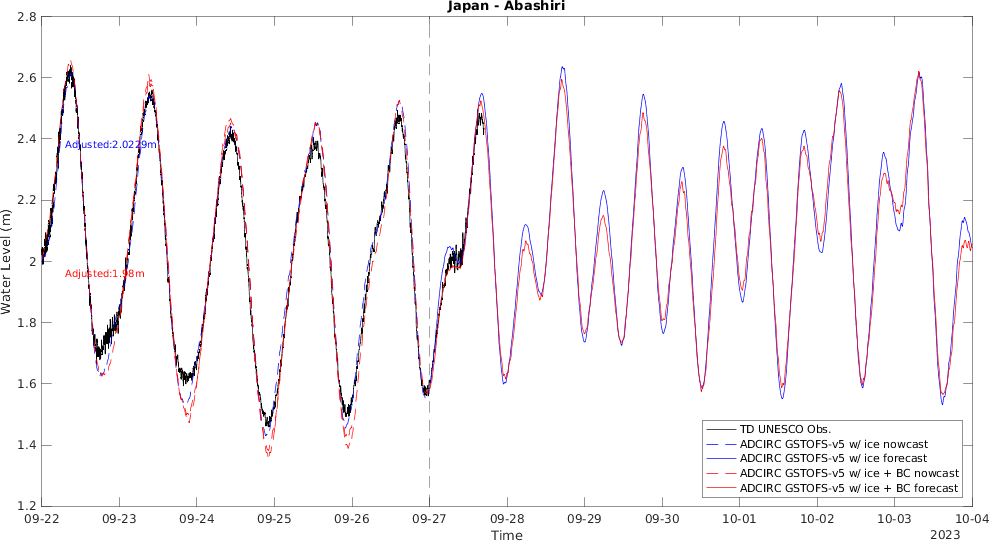 Japan - Abashiri
2.8
2.6
2.4
2.2
2
1.8
1.6
1.4
1.2
Water Level (m)
Adjusted:2.0229m
Adjusted:1.98m
TD UNESCO Obs.
ADCIRC GSTOFS-v5 w/ ice nowcast
ADCIRC GSTOFS-v5 w/ ice forecast
ADCIRC GSTOFS-v5 w/ ice + BC nowcast
ADCIRC GSTOFS-v5 w/ ice + BC forecast
09-22 09-23 09-24 09-25 09-26 09-27 09-28 09-29 09-30 10-01 10-02 10-03 10-04
Time
2023